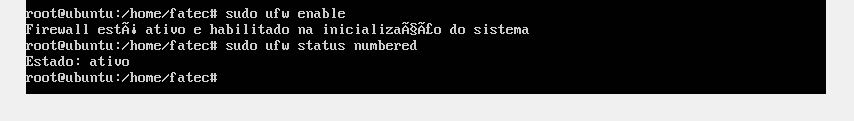 root@ubuntu:/home/fatec# sudo ufw enable
Firewall estÃ¡ ativo e habilitado na inicializaÃ§Ã£o do sistema
root@ubuntu:/home/fatec# sudo ufw status numbered
Estado: ativo
root@ubuntu:/home/fatec#